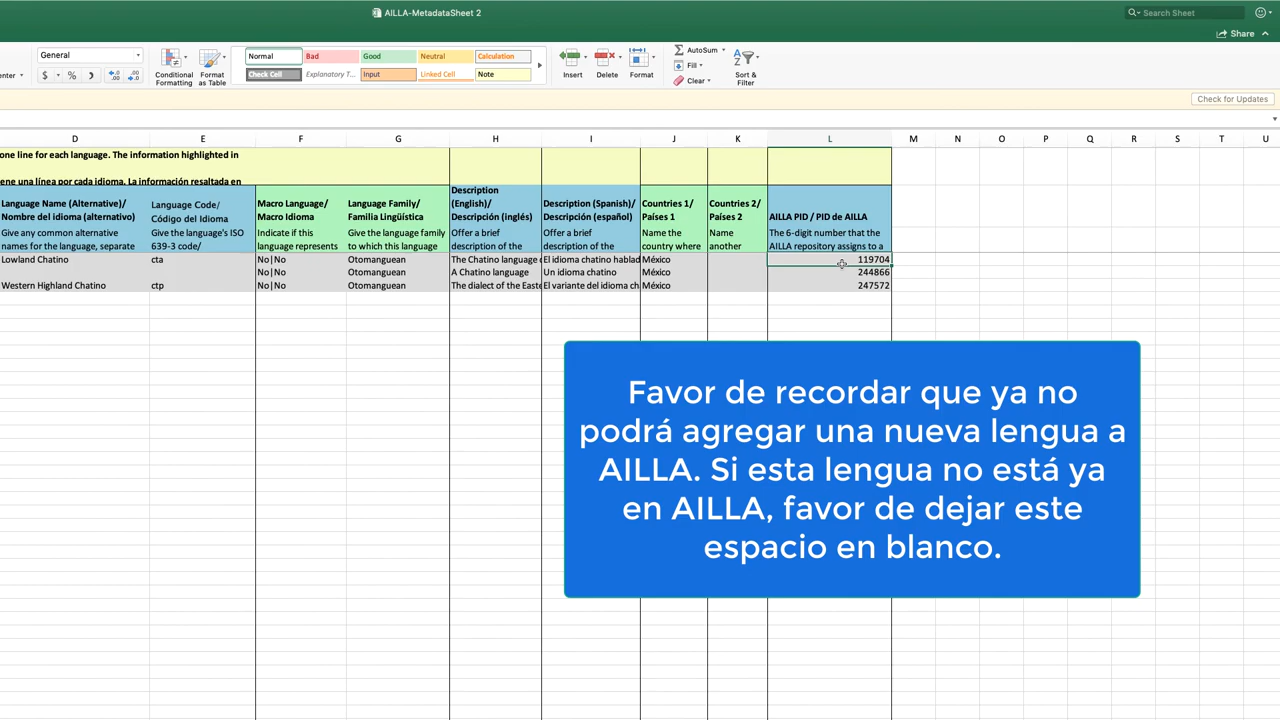 AILLA-MetadataSheet 2
Search Sheet
Share
General
Normal Bad Good Neutral Calculation
Check Cell Explanatory T... Input Linked Cell Note
$ %
Conditional Formatting
Format as Table
Insert Delete Format
AutoSum
Fill
Clear
Sort & Filter
Check for Updates
D E F G H I J K L M N O P Q R S T U
one line for each language. The information highlighted in
ene una línea por cada idioma. La información resaltada en
Language Name (Alternative)/
Nombre del idioma (alternativo)
Language Code/
Código del Idioma
Macro Language/
Macro Idioma
Language Family/
Familia Lingüística
Description
(English)/
Descripción (inglés)
Description (Spanish)/
Descripción (español)
Countries 1/
Países 1
Countries 2/
Países 2
AILLA PID / PID de AILLA
Give any common alternative
names for the language, separate
Give the language's ISO
639-3 code/
Indicate if this
language represents
Give the language family
to which this language
Offer a brief
description of the
Offer a brief
description of the
Name the
country where
Name
another
The 6-digit number that the
AILLA repository assigns to a
Lowland Chatino cta No|No Otomanguean The Chatino language El idioma chatino hablad México 119704
No|No Otomanguean A Chatino language Un idioma chatino México 244866
Western Highland Chatino ctp No|No Otomanguean The dialect of the Easte El variante del idioma ch México 247572
Favor de recordar que ya no
podrá agregar una nueva lengua a
AILLA. Si esta lengua no está ya
en AILLA, favor de dejar este
espacio en blanco.